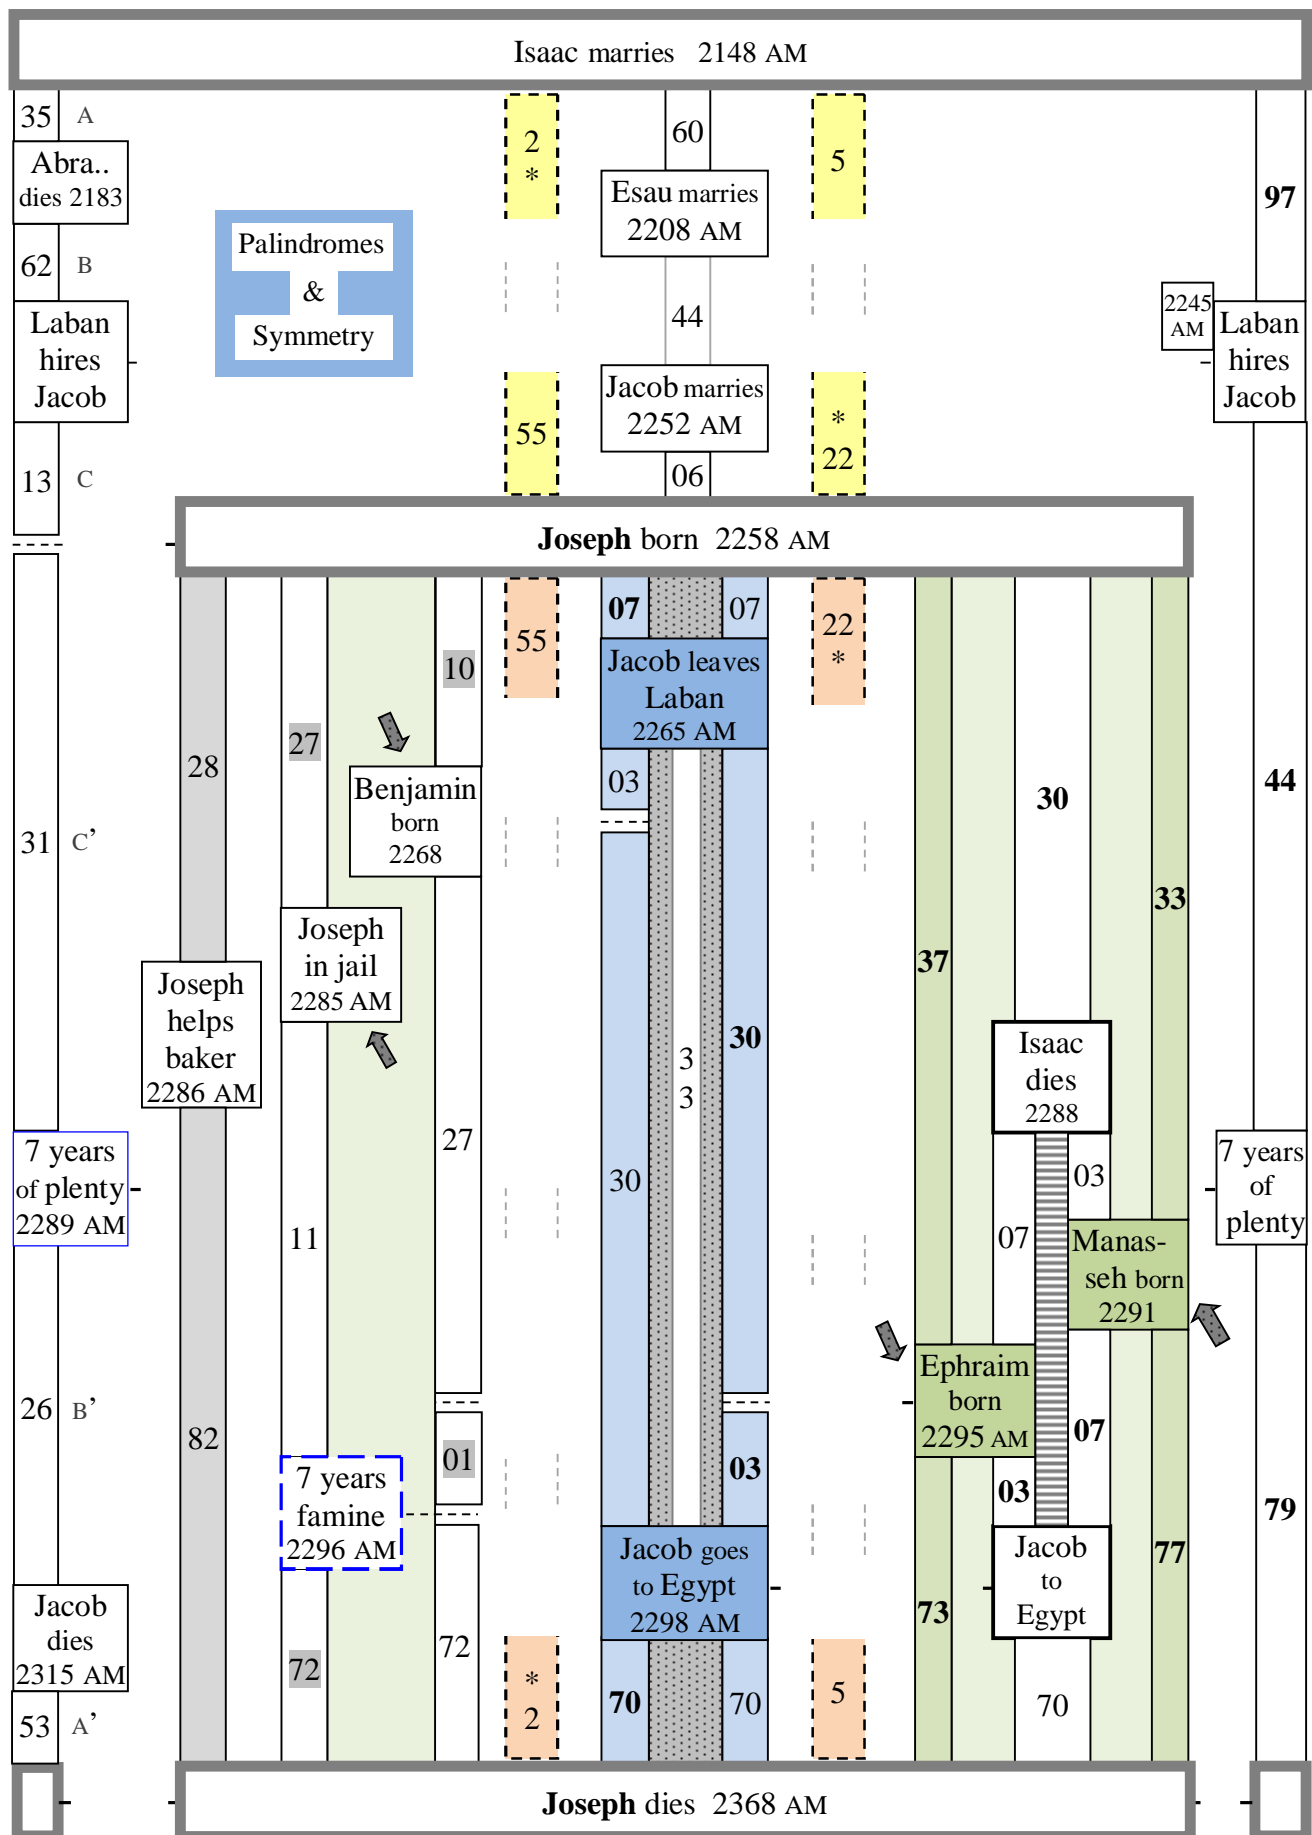 Isaac marries 2148 AM
35 A
2
*
60
5
Abra..
dies 2183
Esau marries
2208 AM
97
Palindromes
&
Symmetry
62 B
44
2245
AM
Laban
hires
Jacob
Laban
hires
Jacob
Jacob marries
2252 AM
55
*
22
13 C
06
Joseph born 2258 AM
07
07
55
22
*
10
Jacob leaves
Laban
2265 AM
27
28
03
Benjamin
born
2268
30
44
31 C’
33
Joseph
in jail
2285 AM
37
Joseph
helps
baker
2286 AM
3
3
30
Isaac
dies
2288
27
7 years
of plenty
2289 AM
30
03
7 years
of
plenty
11
07
Manas-
seh born
2291
Ephraim
born
2295 AM
26 B’
82
01
07
7 years
famine
2296 AM
03
03
79
Jacob goes
to Egypt
2298 AM
Jacob
to
Egypt
77
73
Jacob
dies
2315 AM
72
72
*
2
70
70
5
70
53 A’
Joseph dies 2368 AM